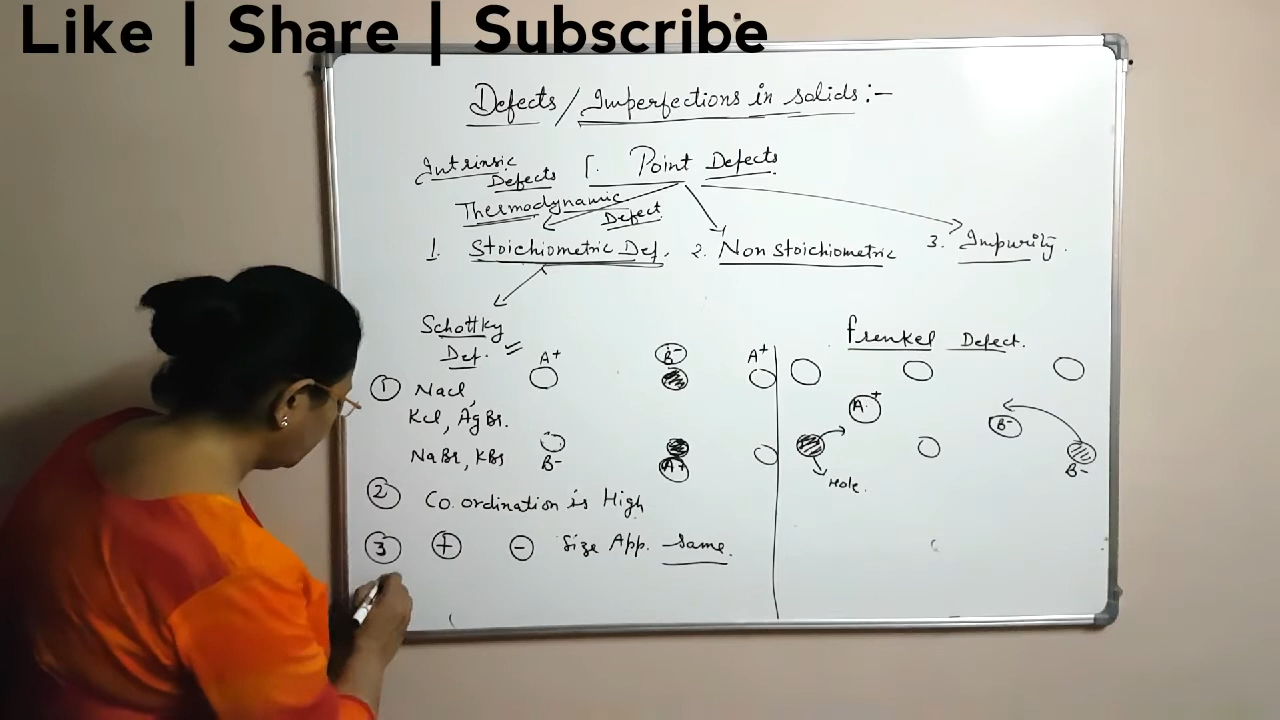 Like | Share | Subscribe
Defects / Imperfections in solids :-
Intrinsic Defects
I. Point Defects
Thermodynamic Defect
1. Stoichiometric Def.
2. Non stoichiometric
3. Impurity.
Schottky
Def.
A+ B- A+
① Nacl,
Kcl, AgBr.
NaBr, KBr
B- A+
② Co.ordination is High
③ + - Size App. Same.
Frenkel Defect.
A+
B-
B-
Hole.